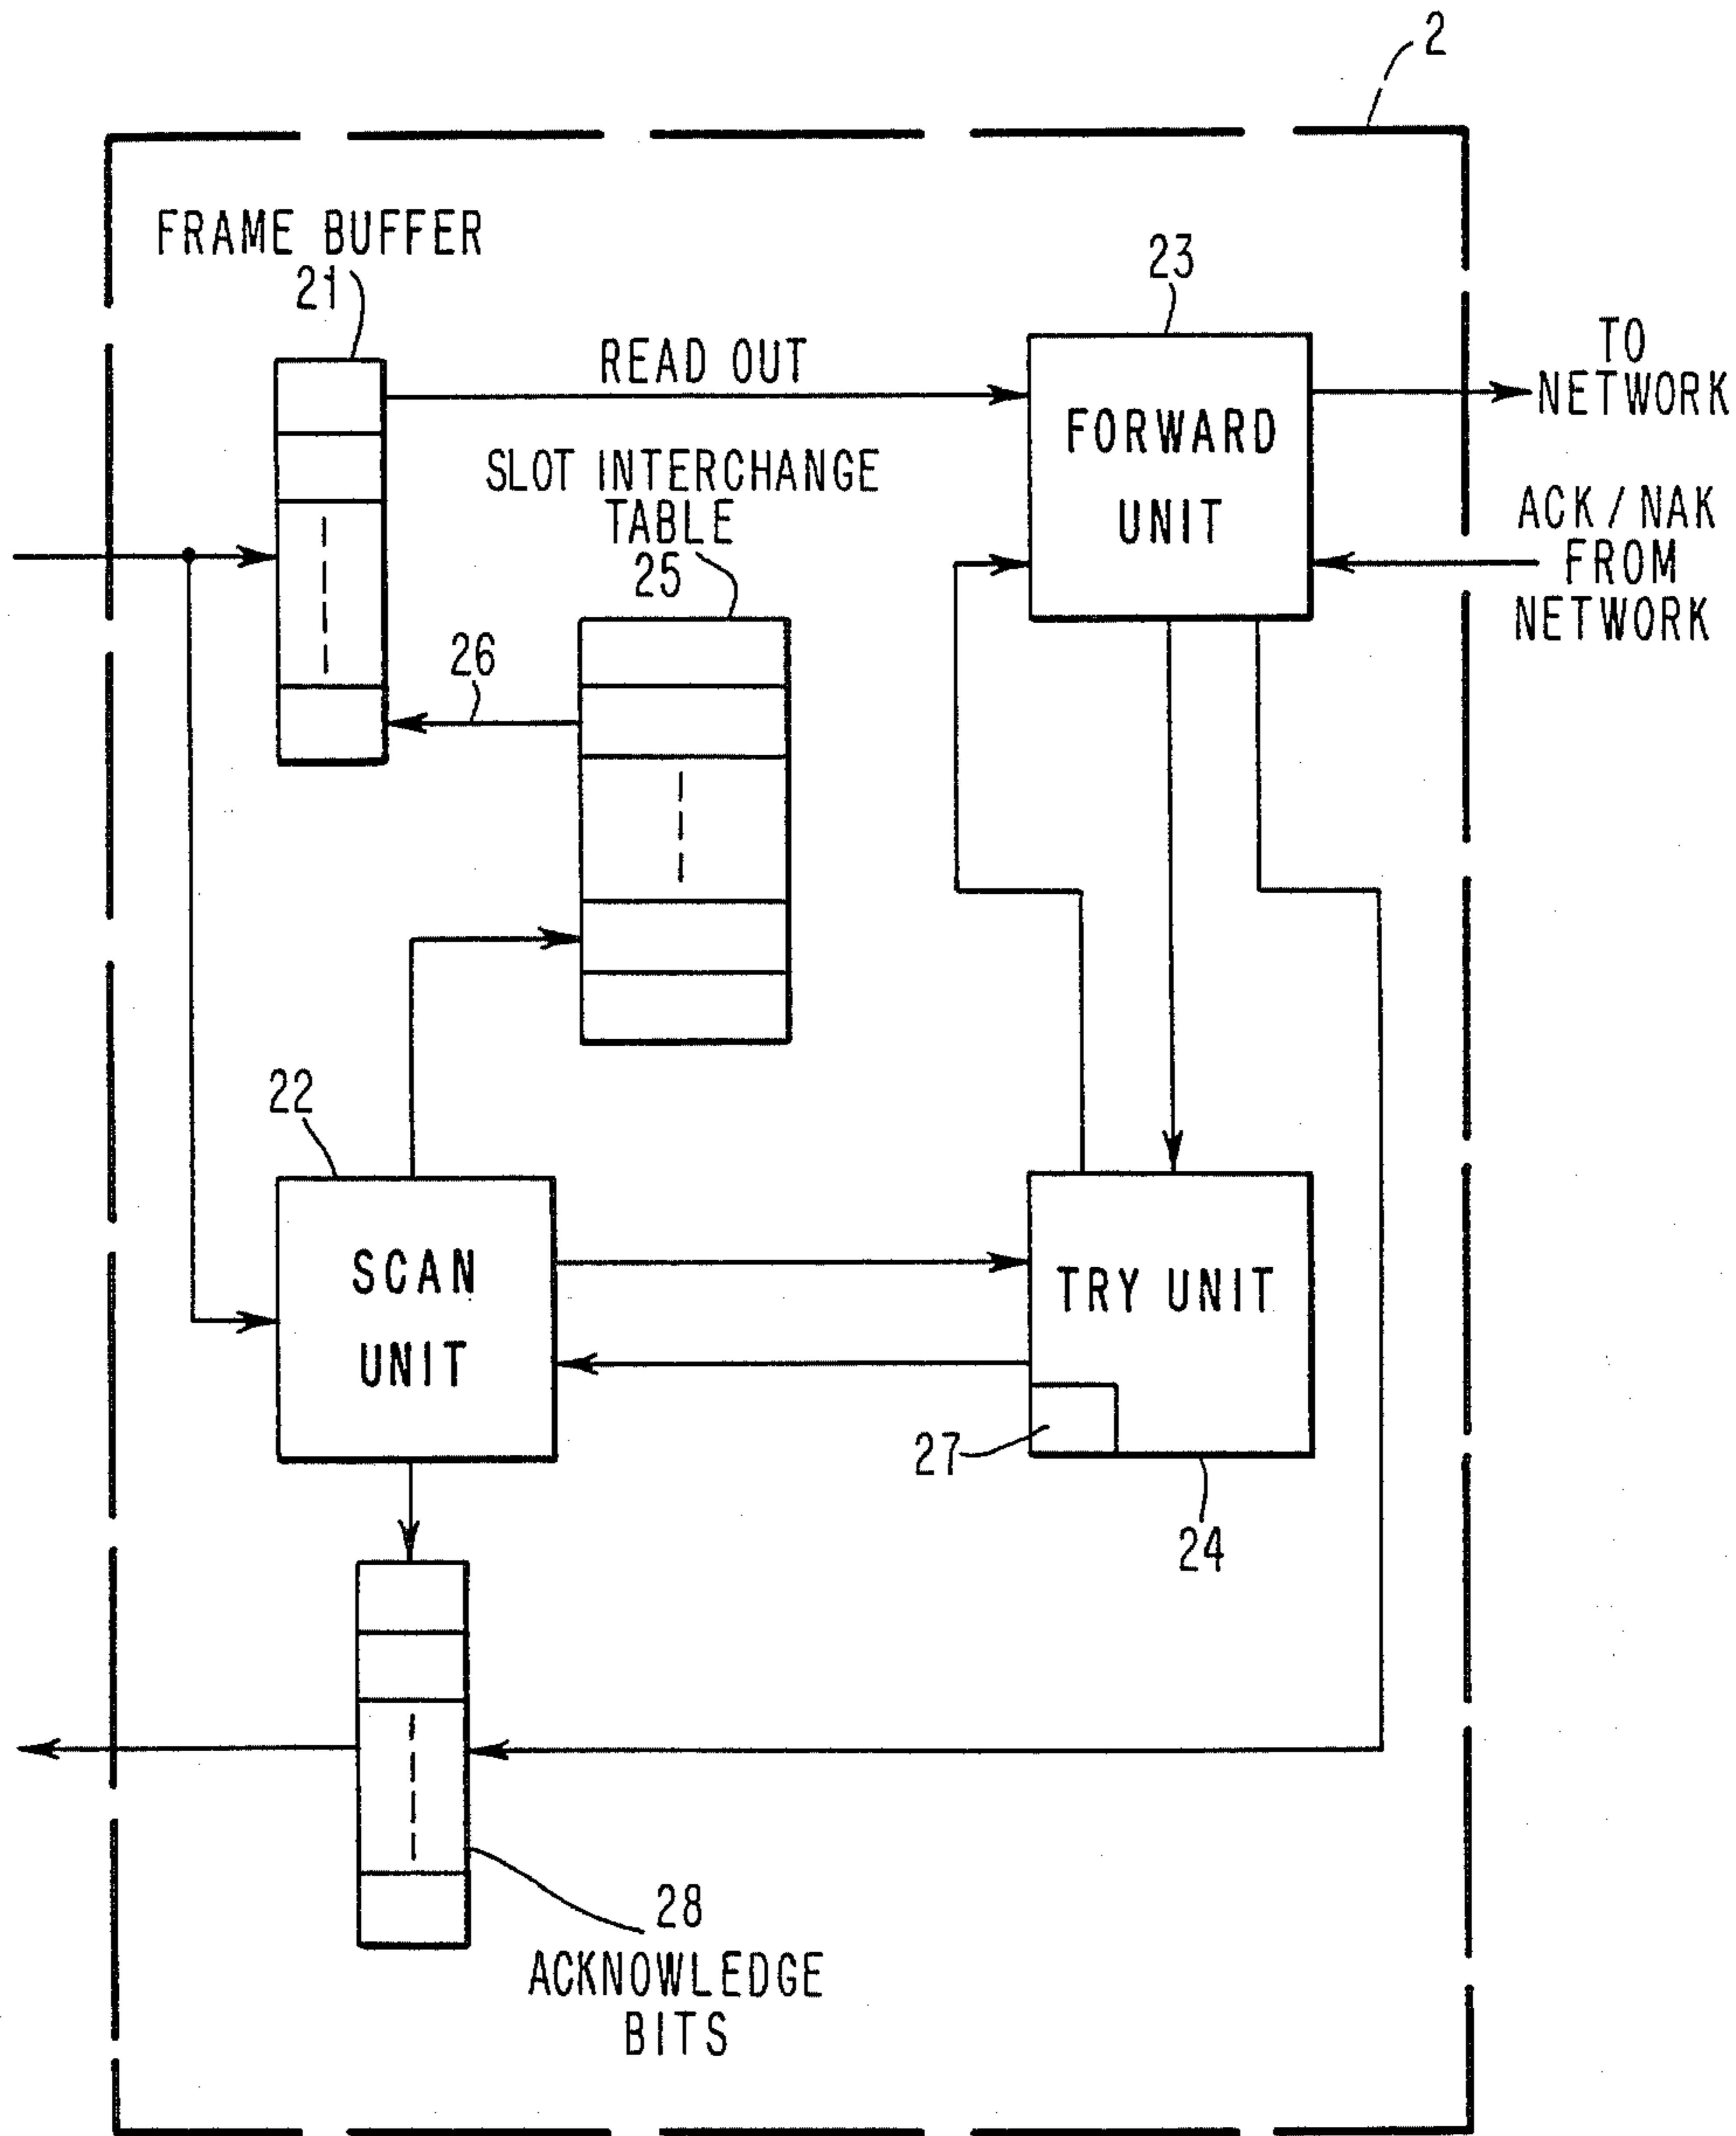 2
FRAME BUFFER
21
READ OUT
23
TO
NETWORK
FORWARD
UNIT
ACK/NAK
FROM
NETWORK
SLOT INTERCHANGE
TABLE
25
26
22
SCAN
UNIT
TRY UNIT
27
24
28
ACKNOWLEDGE
BITS